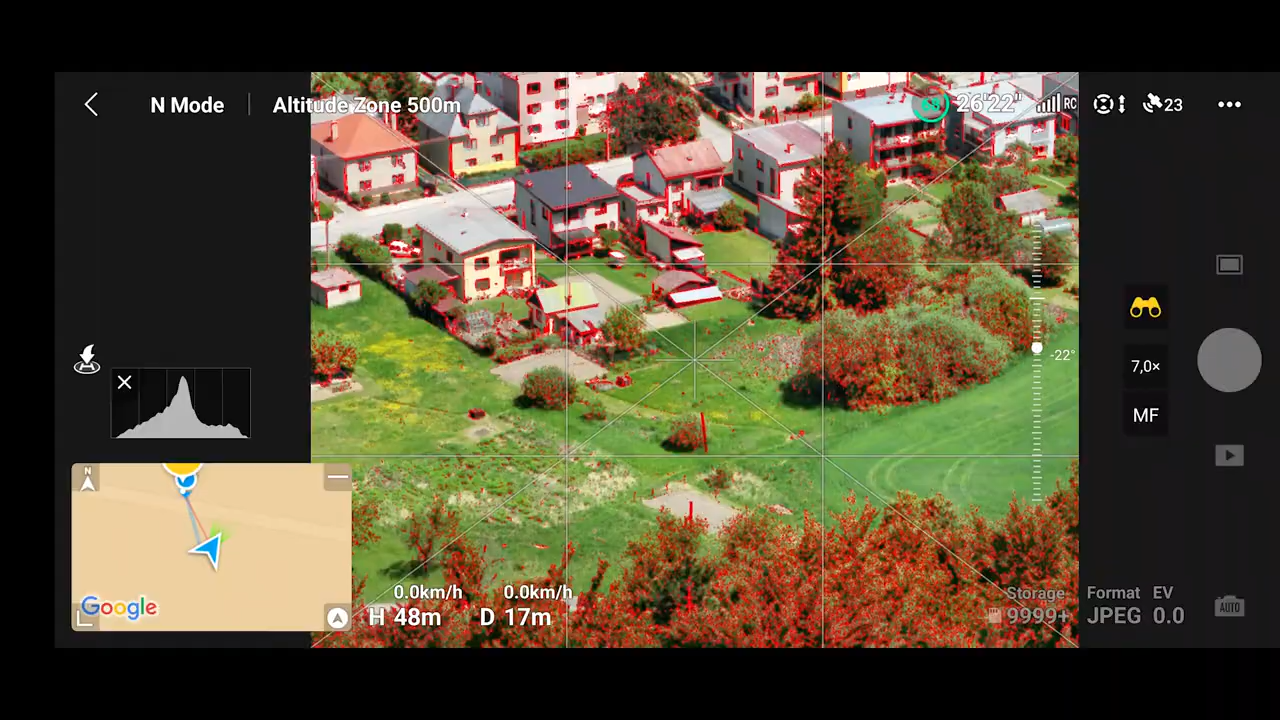 N Mode
Altitude Zone 500m
26'22"
RC
23
-22°
7,0×
MF
N
Google
0.0km/h 0.0km/h
H 48m D 17m
Storage
9999+
Format EV
JPEG 0.0
AUTO